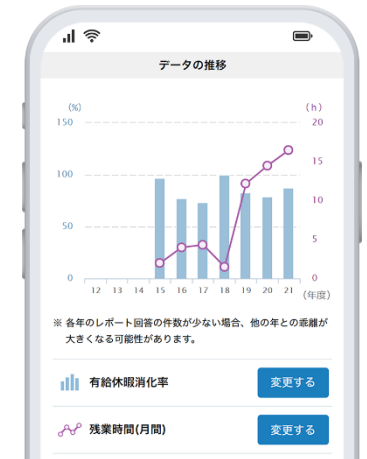 データの推移
(%)
(h)
150
20
100
15
10
50
5
0
0
12 13 14 15 16 17 18 19 20 21
(年度)
※ 各年のレポート回答の件数が少ない場合、他の年との乖離が
大きくなる可能性があります。
有給休暇消化率
変更する
残業時間(月間)
変更する